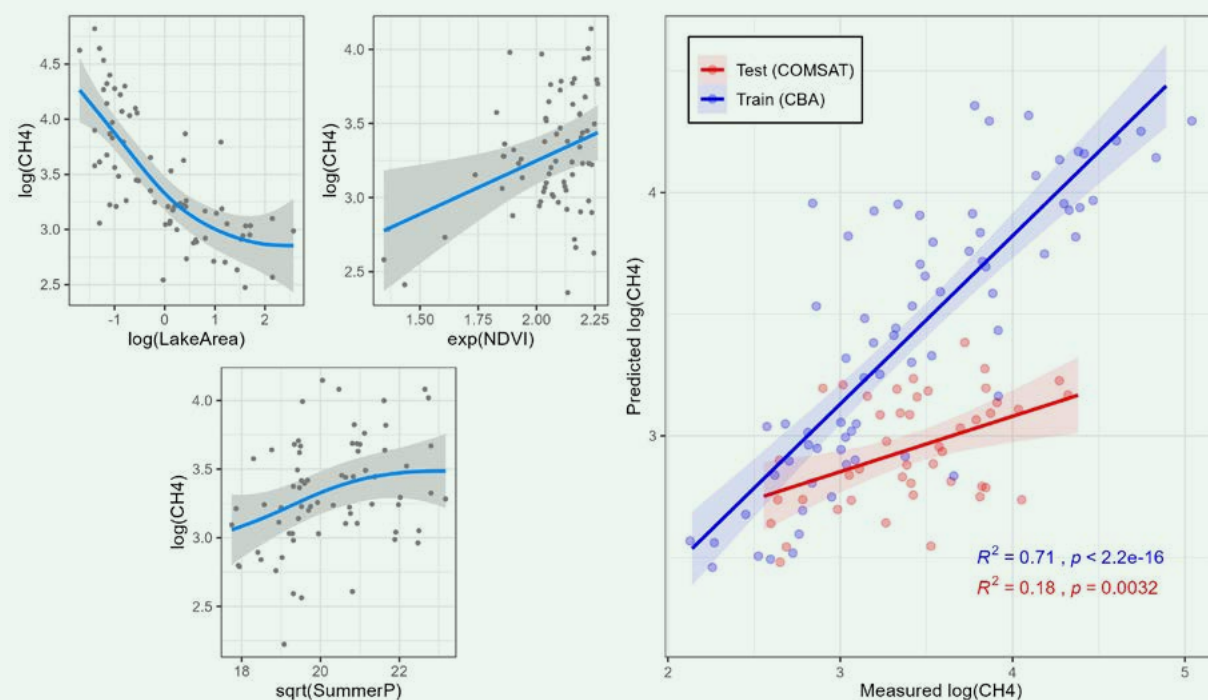 log(CH4)
4.5
4.0
3.5
3.0
2.5
-1
0
1
2
log(LakeArea)
log(CH4)
4.0
3.5
3.0
2.5
1.50
1.75
2.00
2.25
exp(NDVI)
log(CH4)
4.0
3.5
3.0
2.5
18
20
22
sqrt(SummerP)
Test (COMSAT)
Train (CBA)
Predicted log(CH4)
4
3
R² = 0.71 , p < 2.2e-16
R² = 0.18 , p = 0.0032
2
3
4
5
Measured log(CH4)